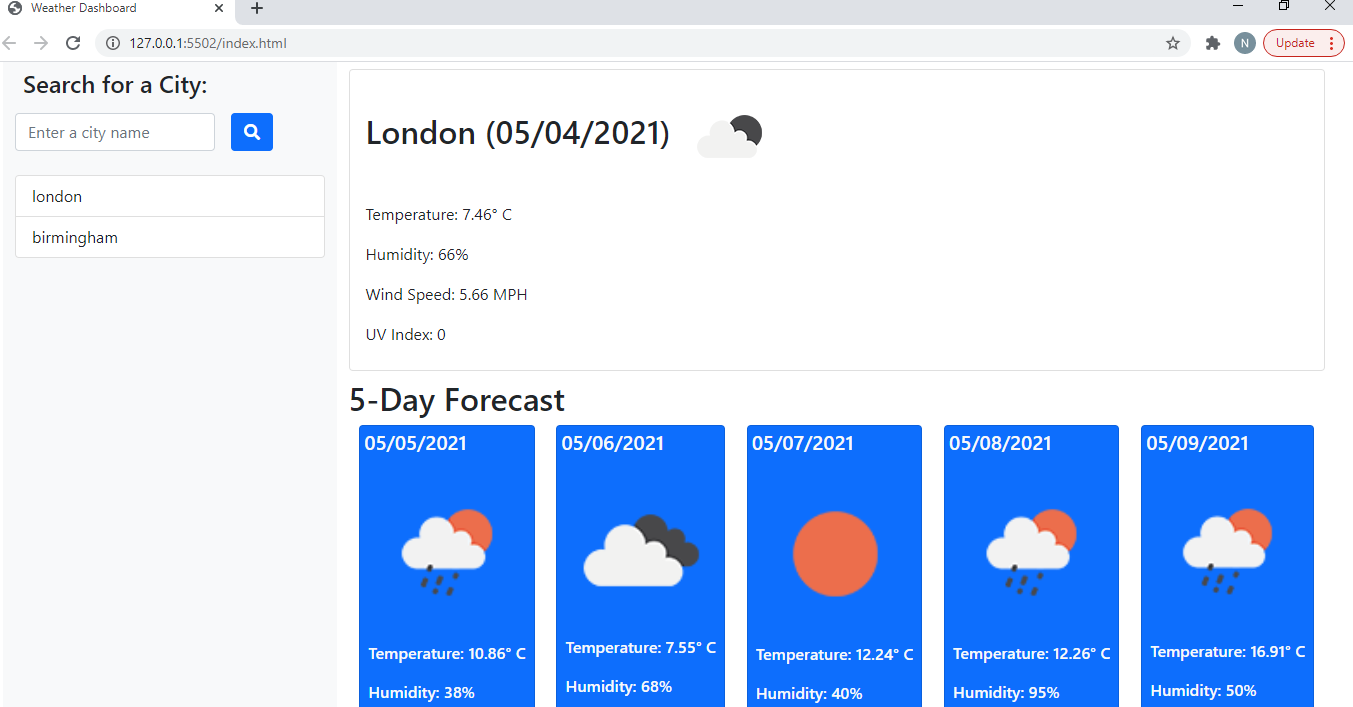 Weather Dashboard
127.0.0.1:5502/index.html
N
Update
Search for a City:
Enter a city name
london
birmingham
London (05/04/2021)
Temperature: 7.46° C
Humidity: 66%
Wind Speed: 5.66 MPH
UV Index: 0
5-Day Forecast
05/05/2021
Temperature: 10.86° C
Humidity: 38%
05/06/2021
Temperature: 7.55° C
Humidity: 68%
05/07/2021
Temperature: 12.24° C
Humidity: 40%
05/08/2021
Temperature: 12.26° C
Humidity: 95%
05/09/2021
Temperature: 16.91° C
Humidity: 50%